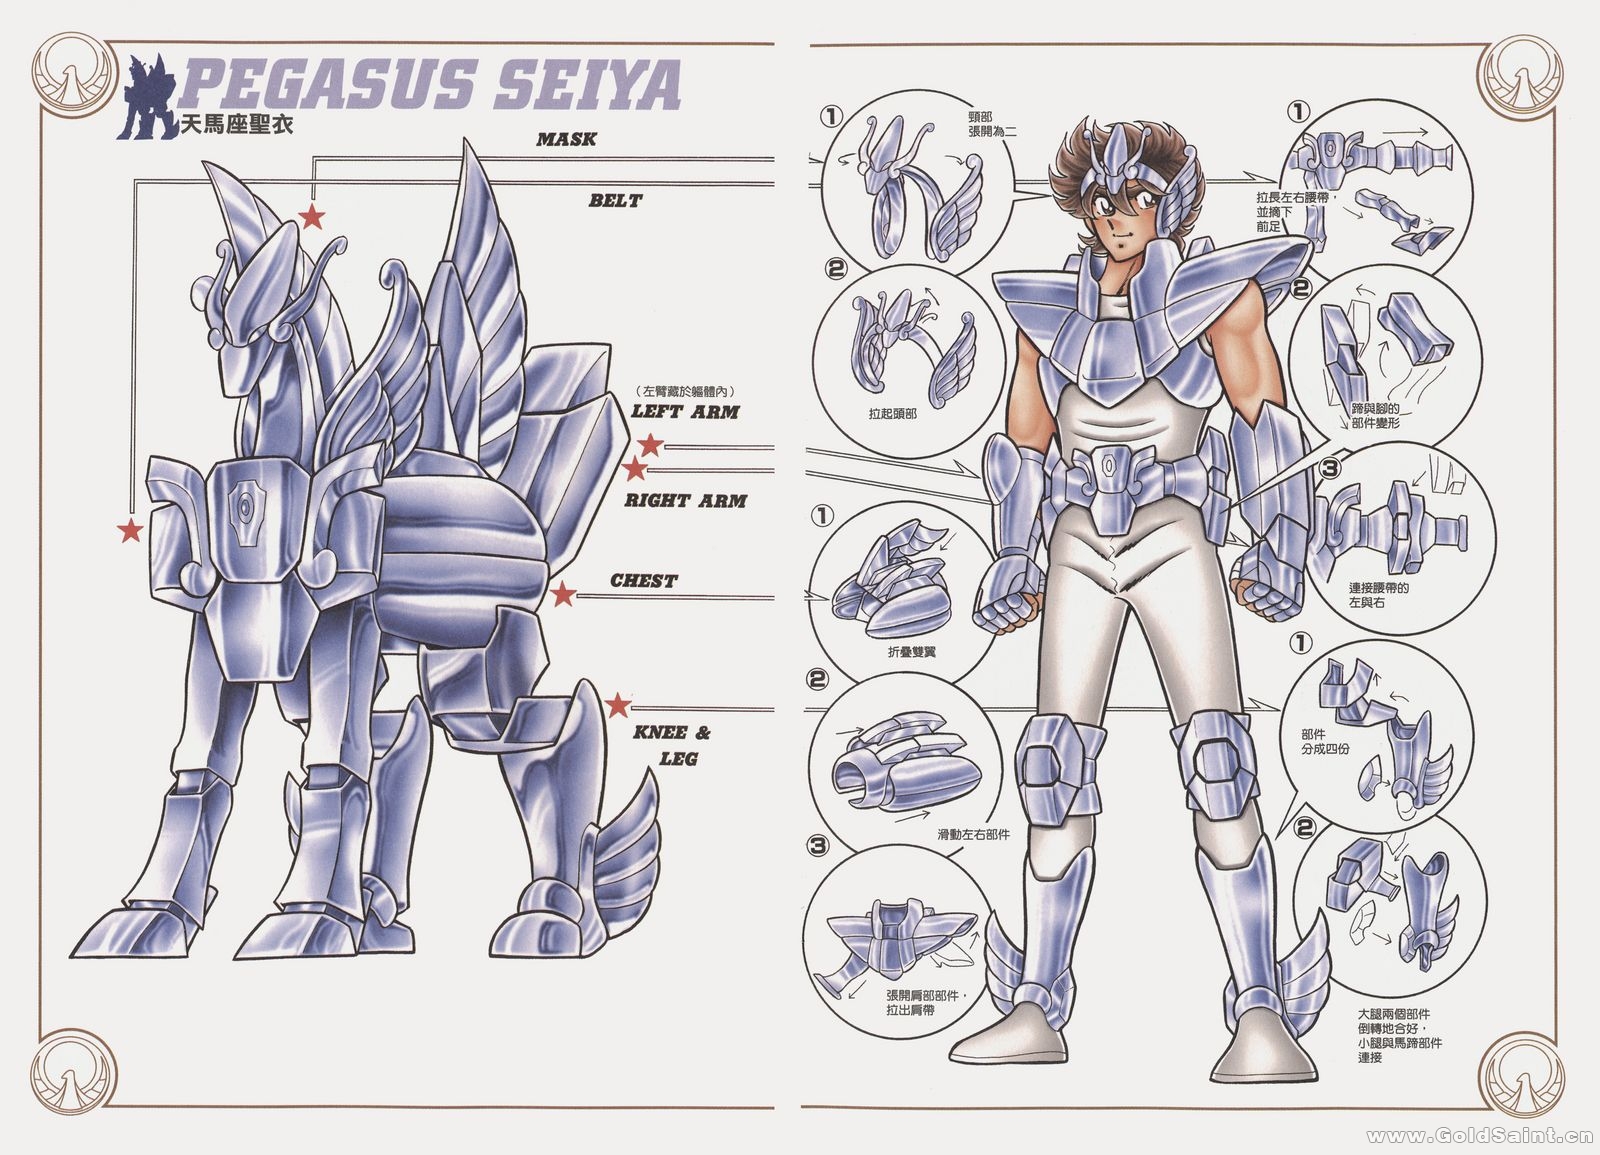 PEGASUS SEIYA
天馬座聖衣
MASK
BELT
（左臂藏於軀體內）
LEFT ARM
RIGHT ARM
CHEST
KNEE &
LEG
1
頸部
張開為二
2
拉起頭部
1
折疊雙翼
2
滑動左右部件
3
張開肩部部件，
拉出肩帶
1
拉長左右腰帶，
並摘下
前足
2
蹄與腳的
部件變形
3
連接腰帶的
左與右
1
部件
分成四份
2
大腿兩個部件
倒轉地合好，
小腿與馬蹄部件
連接
www.GoldSaint.cn